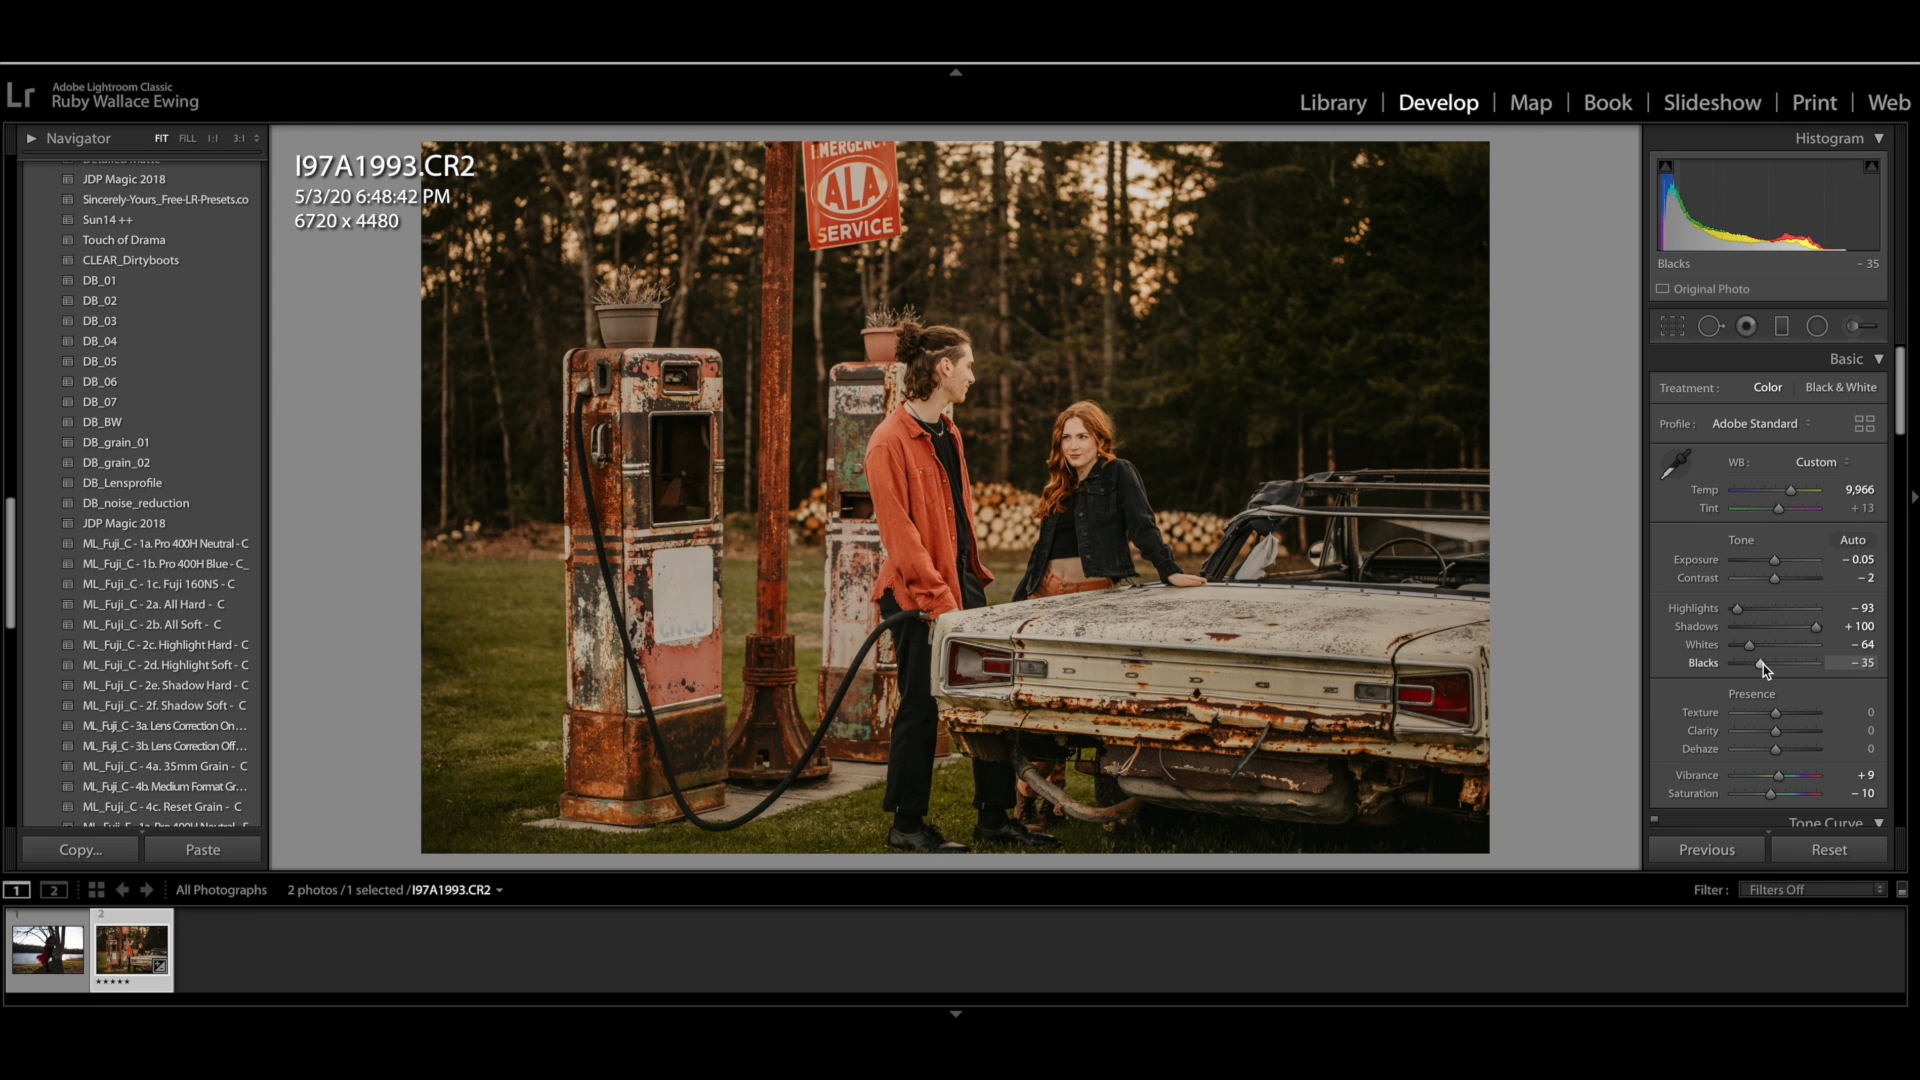 Lr
Adobe Lightroom Classic
Ruby Wallace Ewing
Library | Develop | Map | Book | Slideshow | Print | Web
Navigator FIT FILL 1:1 3:1
Detailed Matte
JDP Magic 2018
Sincerely-Yours_Free-LR-Presets.co
Sun14 ++
Touch of Drama
CLEAR_Dirtyboots
DB_01
DB_02
DB_03
DB_04
DB_05
DB_06
DB_07
DB_BW
DB_grain_01
DB_grain_02
DB_Lensprofile
DB_noise_reduction
JDP Magic 2018
ML_Fuji_C - 1a. Pro 400H Neutral - C
ML_Fuji_C - 1b. Pro 400H Blue - C_
ML_Fuji_C - 1c. Fuji 160NS - C
ML_Fuji_C - 2a. All Hard - C
ML_Fuji_C - 2b. All Soft - C
ML_Fuji_C - 2c. Highlight Hard - C
ML_Fuji_C - 2d. Highlight Soft - C
ML_Fuji_C - 2e. Shadow Hard - C
ML_Fuji_C - 2f. Shadow Soft - C
ML_Fuji_C - 3a. Lens Correction On...
ML_Fuji_C - 3b. Lens Correction Off...
ML_Fuji_C - 4a. 35mm Grain - C
ML_Fuji_C - 4b. Medium Format Gr...
ML_Fuji_C - 4c. Reset Grain - C
Copy...
Paste
I97A1993.CR2
5/3/20 6:48:42 PM
6720 x 4480
EMERGENCY
ALA
SERVICE
DODGE
Histogram
Blacks - 35
Original Photo
Basic
Treatment : Color Black & White
Profile : Adobe Standard
WB : Custom
Temp 9,966
Tint + 13
Tone Auto
Exposure - 0.05
Contrast - 2
Highlights - 93
Shadows + 100
Whites - 64
Blacks - 35
Presence
Texture 0
Clarity 0
Dehaze 0
Vibrance + 9
Saturation - 10
Tone Curve
Previous
Reset
1 2 All Photographs 2 photos / 1 selected / I97A1993.CR2
Filter : Filters Off
1
2